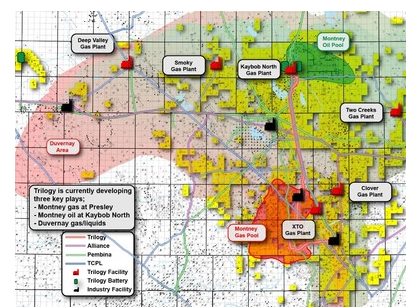 Deep Valley
Gas Plant
Smoky
Gas Plant
Kaybob North
Gas Plant
Montney
Oil Pool
Two Creeks
Gas Plant
Duvernay
Area
Clover
Gas Plant
Trilogy is currently developing
three key plays;
- Montney gas at Presley
- Montney oil at Kaybob North
- Duvernay gas/liquids
Montney
Gas Pool
XTO
Gas Plant
Trilogy
Alliance
Pembina
TCPL
Trilogy Facility
Trilogy Battery
Industry Facility